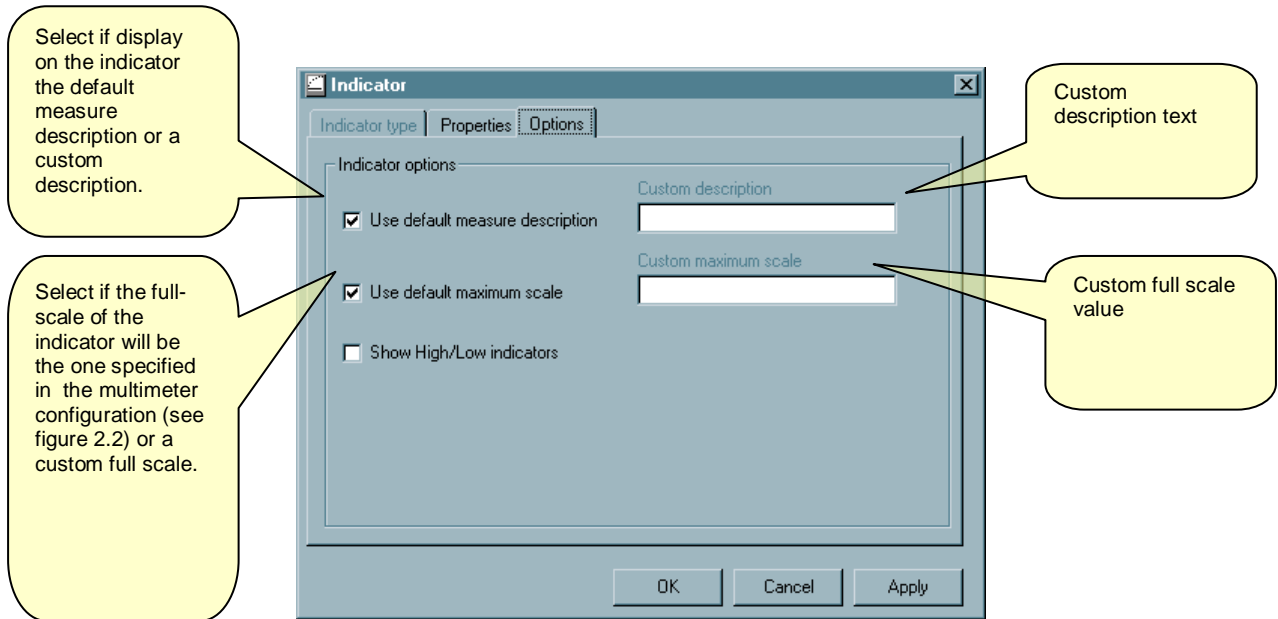 Select if display
on the indicator
the default
measure
description or a
custom
description.
Select if the full-
scale of the
indicator will be
the one specified
in the multimeter
configuration (see
figure 2.2) or a
custom full scale.
Indicator
Indicator type
Properties
Options
Indicator options
Custom description
Use default measure description
Custom maximum scale
Use default maximum scale
Show High/Low indicators
OK
Cancel
Apply
Custom
description text
Custom full scale
value